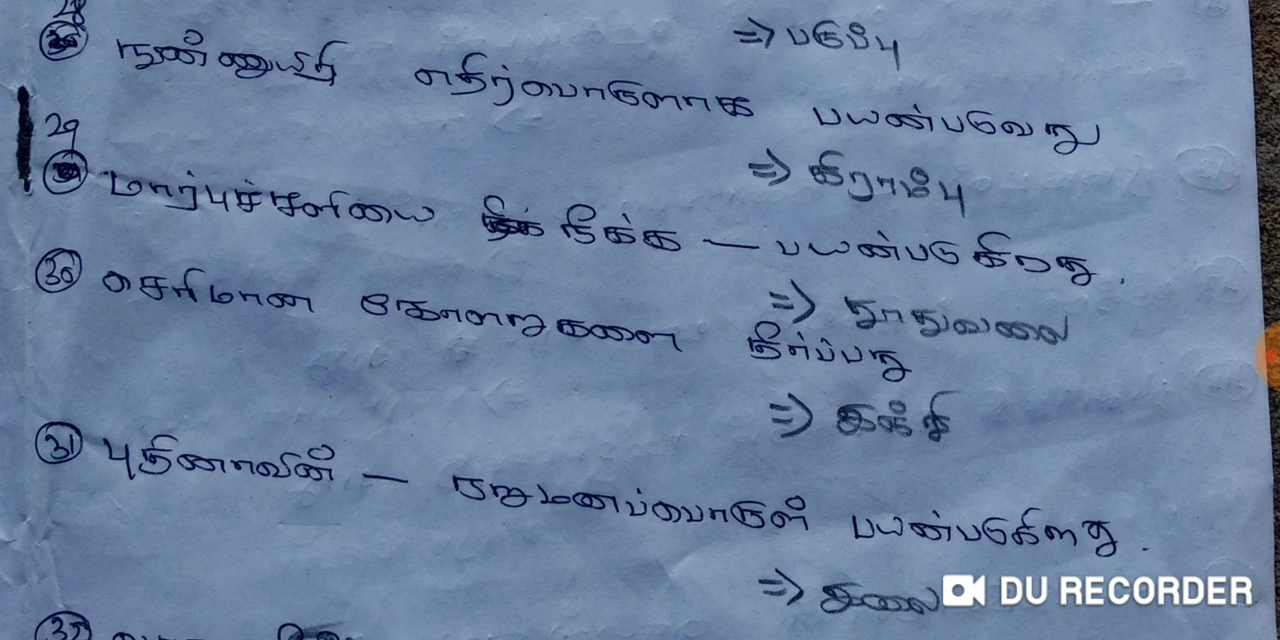 28
=> பருப்பு
நுண்ணுயிர் எதிர்பொருளாக பயன்படுவது
29
=> கிராம்பு
மார்புச்சளியை நீக்க — பயன்படுகிறது.
30 செரிமான கோளாறுகளை
=> தூதுவலை
தீர்ப்பது
=> இஞ்சி
31 புதினாவின் — நறுமணப்பொருள் பயன்படுகிறது.
=> இலை
DU RECORDER